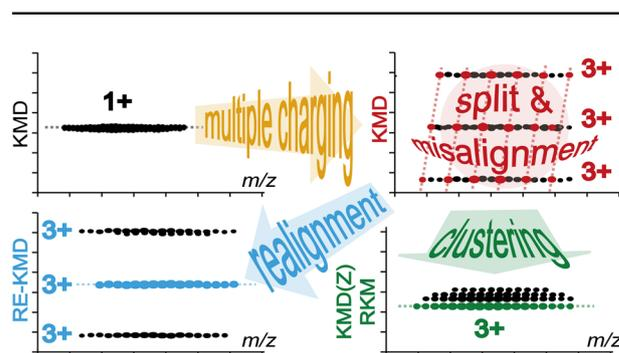 KMD
1+
m/z
multiple charging
KMD
split &
misalignment
3+
3+
3+
RE-KMD
3+
3+
3+
m/z
realignment
KMD(Z)
RKM
clustering
3+
m/z